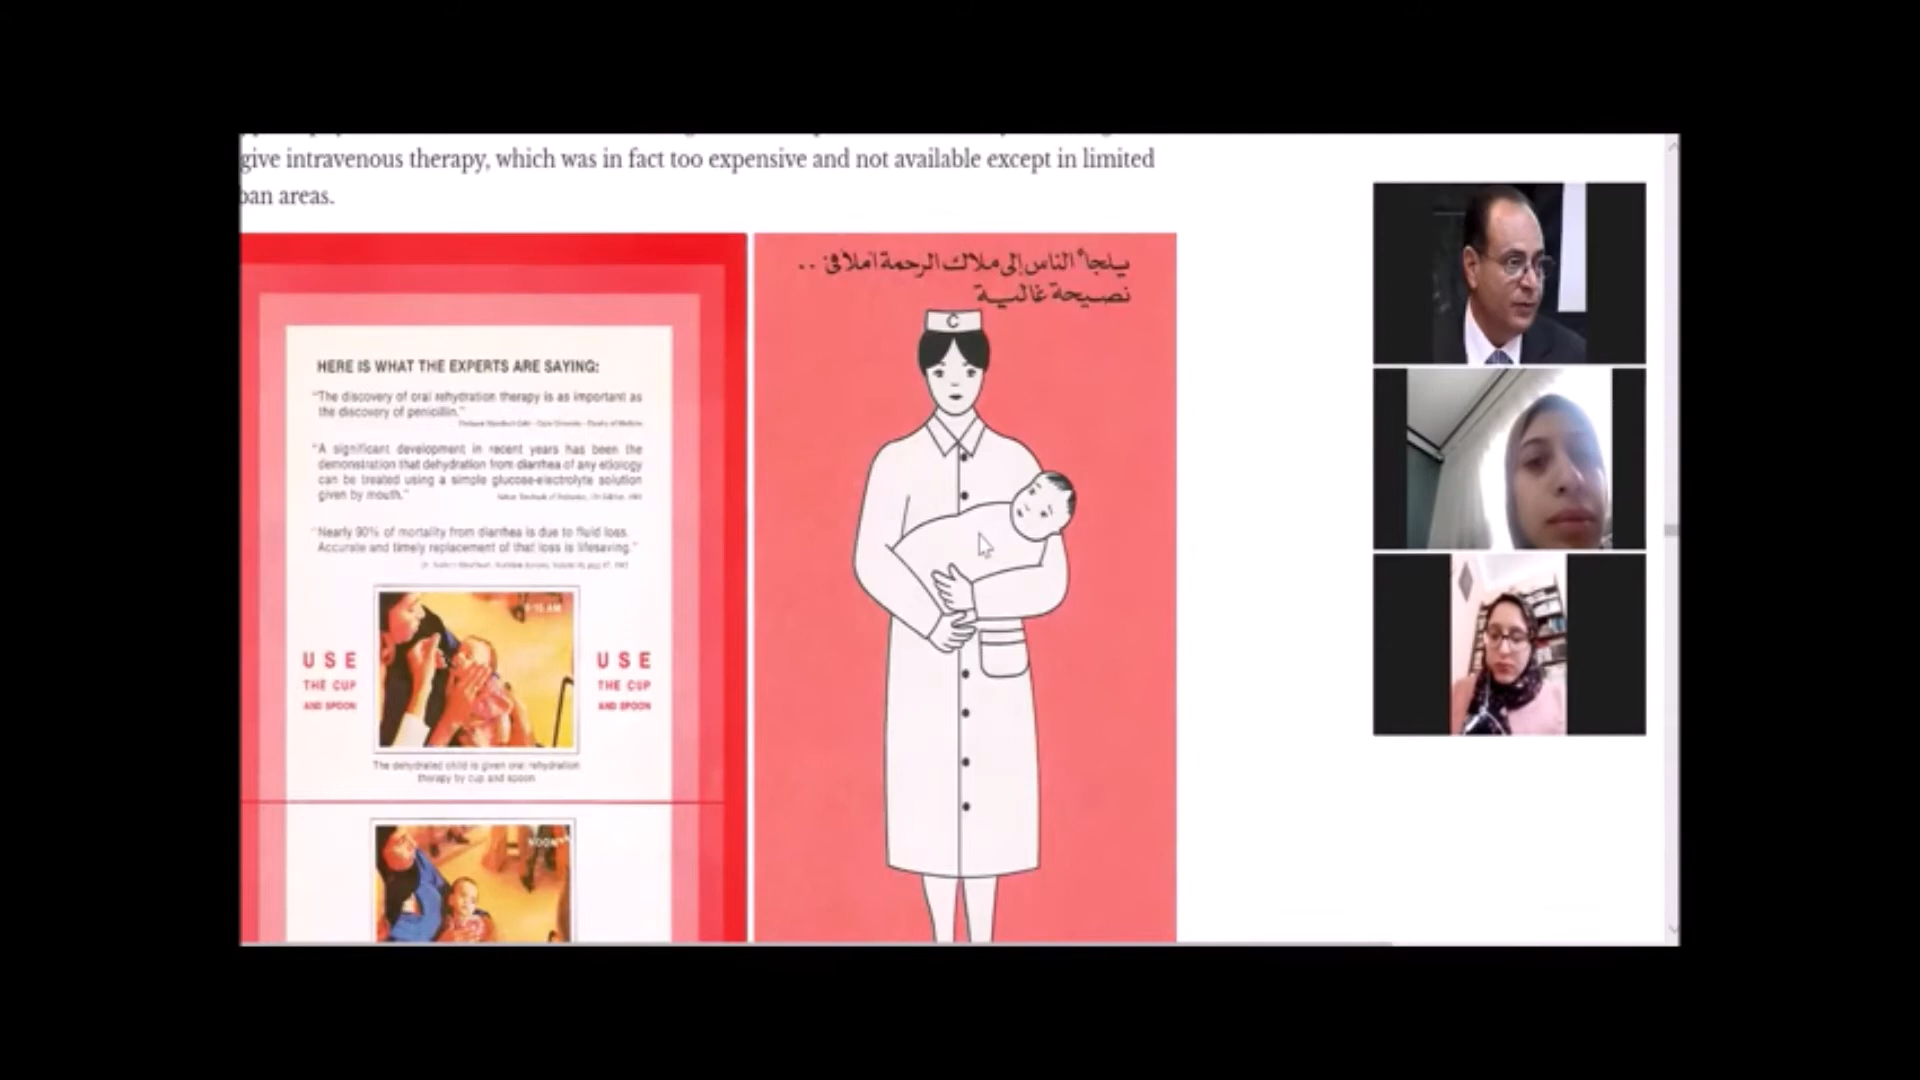 give intravenous therapy, which was in fact too expensive and not available except in limited
ban areas.
HERE IS WHAT THE EXPERTS ARE SAYING:
"The discovery of oral rehydration therapy is as important as
the discovery of penicillin."
"A significant development in recent years has been the
demonstration that dehydration from diarrhea of any etiology
can be treated using a simple glucose-electrolyte solution
given by mouth."
"Nearly 90% of mortality from diarrhea is due to fluid loss.
Accurate and timely replacement of that loss is lifesaving."
9:15 AM
USE
THE CUP
AND SPOON
USE
THE CUP
AND SPOON
The dehydrated child is given oral rehydration
therapy by cup and spoon
NOON
يلجأ الناس إلى ملاك الرحمة املاً في ..
نصيحة غالية
C